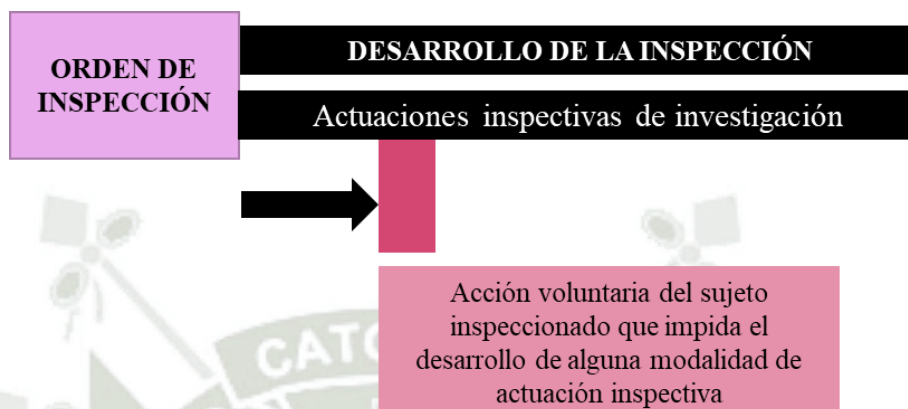 ORDEN DE
INSPECCIÓN
DESARROLLO DE LA INSPECCIÓN
Actuaciones inspectivas de investigación
Acción voluntaria del sujeto
inspeccionado que impida el
desarrollo de alguna modalidad de
actuación inspectiva
CATO